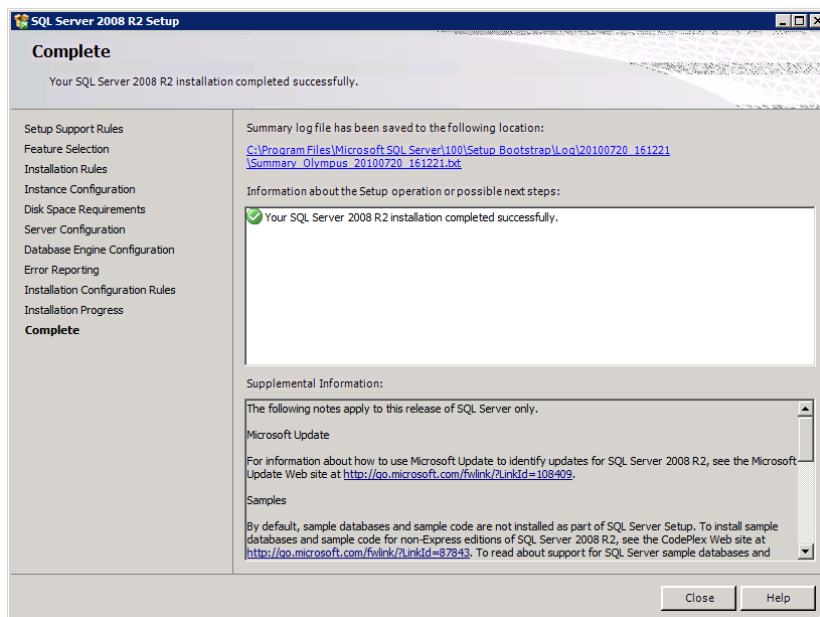 SQL Server 2008 R2 Setup
Complete
Your SQL Server 2008 R2 installation completed successfully.
Setup Support Rules
Feature Selection
Installation Rules
Instance Configuration
Disk Space Requirements
Server Configuration
Database Engine Configuration
Error Reporting
Installation Configuration Rules
Installation Progress
Complete
Summary log file has been saved to the following location:
C:\Program Files\Microsoft SQL Server\100\Setup Bootstrap\Log\20100720_161221
\Summary_Olympus_20100720_161221.txt
Information about the Setup operation or possible next steps:
Your SQL Server 2008 R2 installation completed successfully.
Supplemental Information:
The following notes apply to this release of SQL Server only.
Microsoft Update
For information about how to use Microsoft Update to identify updates for SQL Server 2008 R2, see the Microsoft
Update Web site at http://go.microsoft.com/fwlink/?LinkId=108409.
Samples
By default, sample databases and sample code are not installed as part of SQL Server Setup. To install sample
databases and sample code for non-Express editions of SQL Server 2008 R2, see the CodePlex Web site at
http://go.microsoft.com/fwlink/?LinkId=87843. To read about support for SQL Server sample databases and
Close
Help